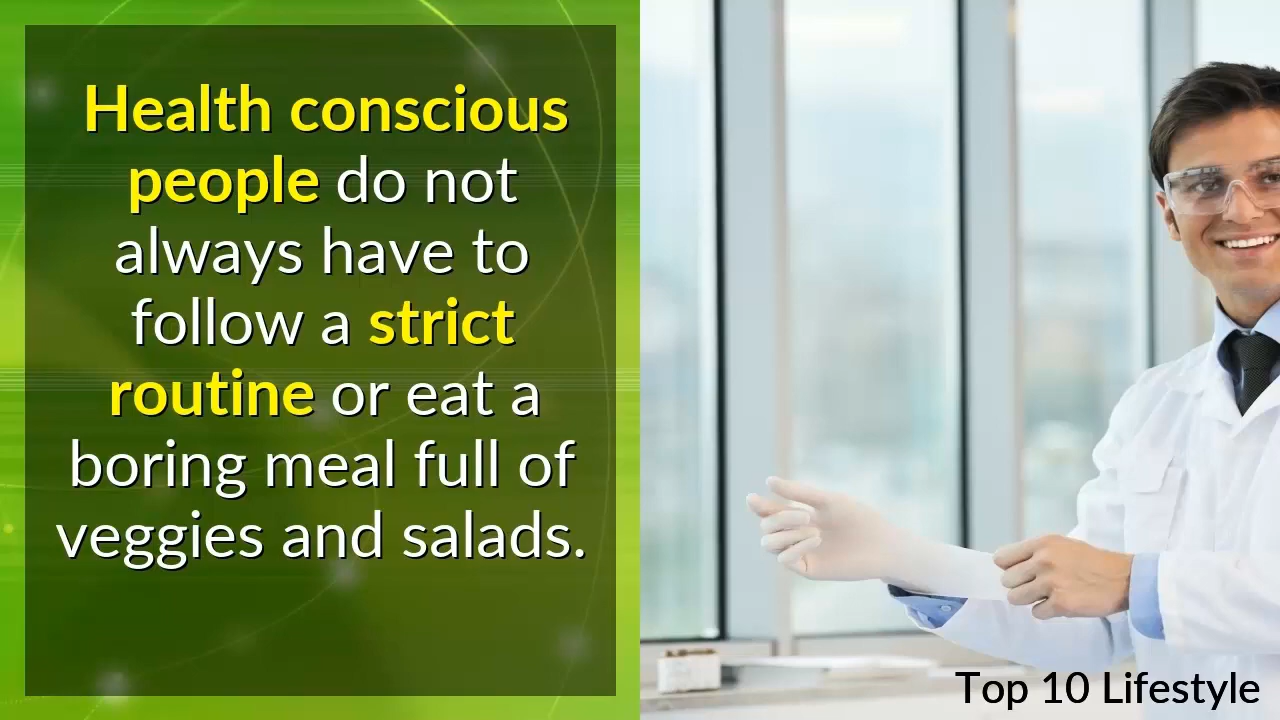 Health conscious
people do not
always have to
follow a strict
routine or eat a
boring meal full of
veggies and salads.
Top 10 Lifestyle